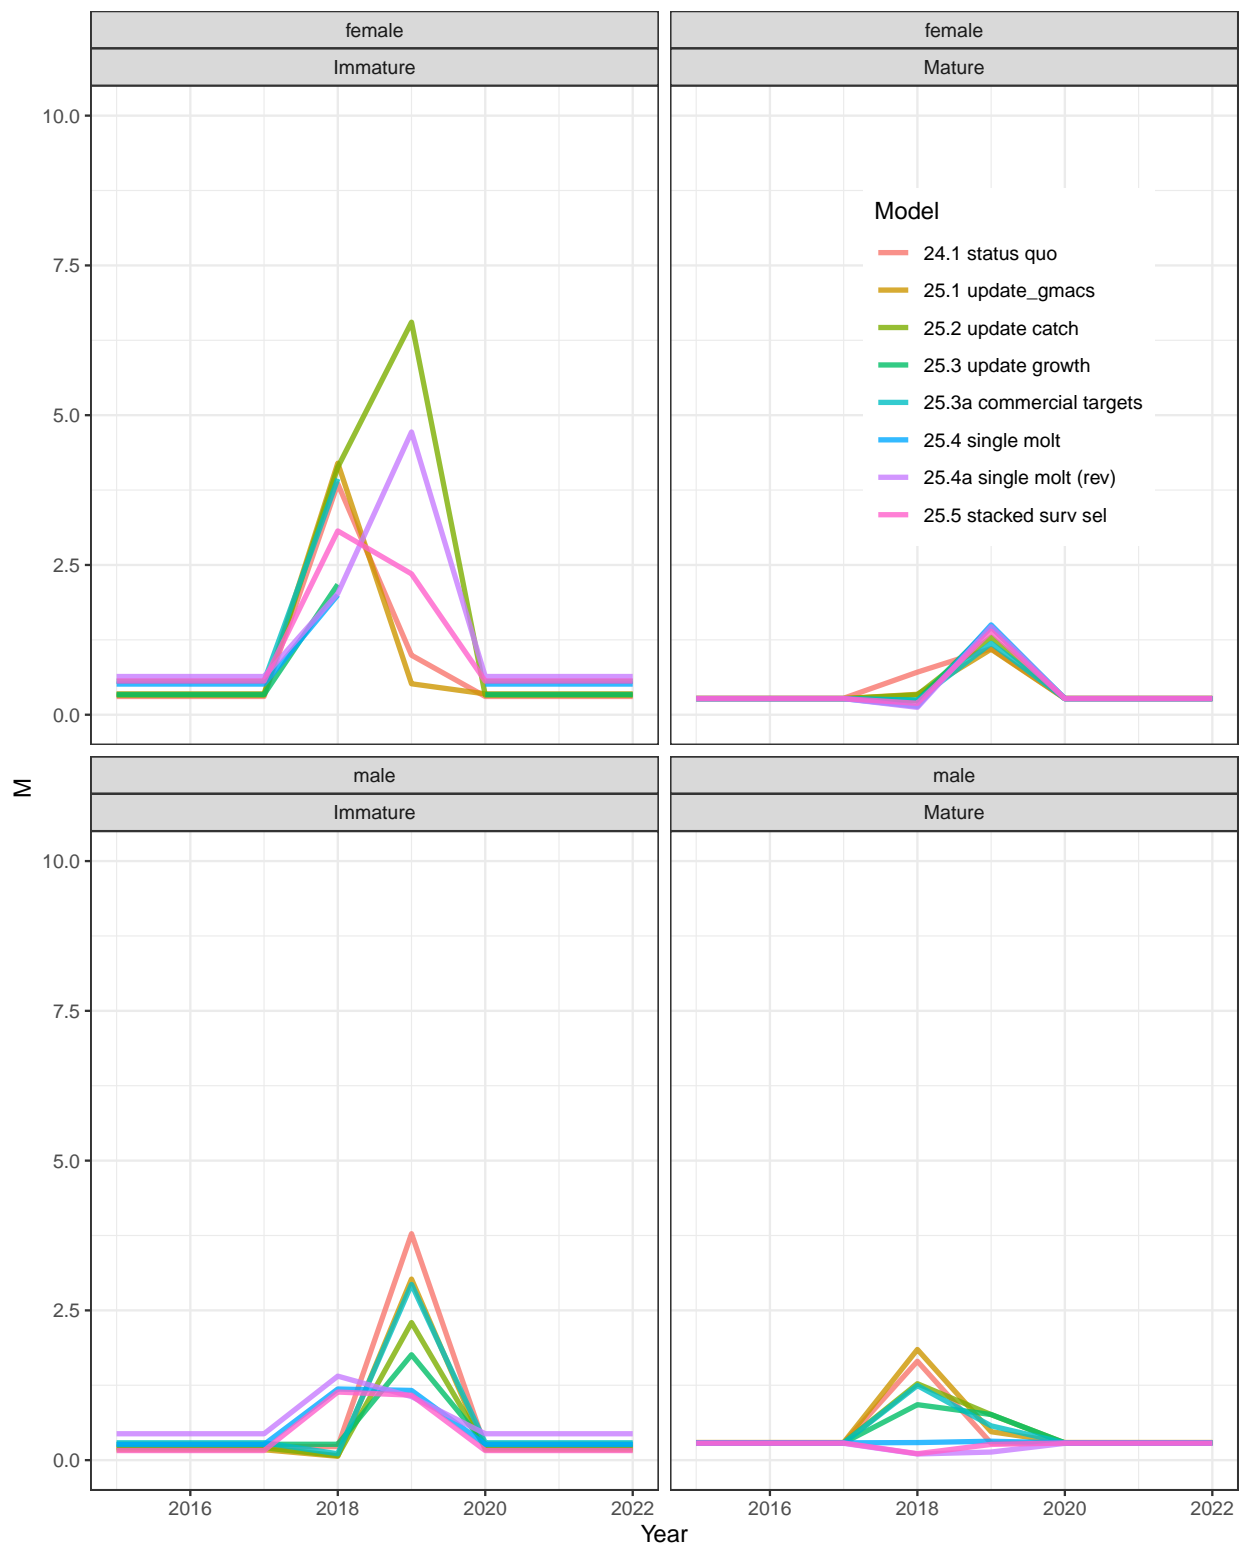 female
female
Immature
Mature
10.0
7.5
5.0
2.5
0.0
Model
24.1 status quo
25.1 update_gmacs
25.2 update catch
25.3 update growth
25.3a commercial targets
25.4 single molt
25.4a single molt (rev)
25.5 stacked surv sel
M
male
male
Immature
Mature
10.0
7.5
5.0
2.5
0.0
2016
2018
2020
2022
2016
2018
2020
2022
Year